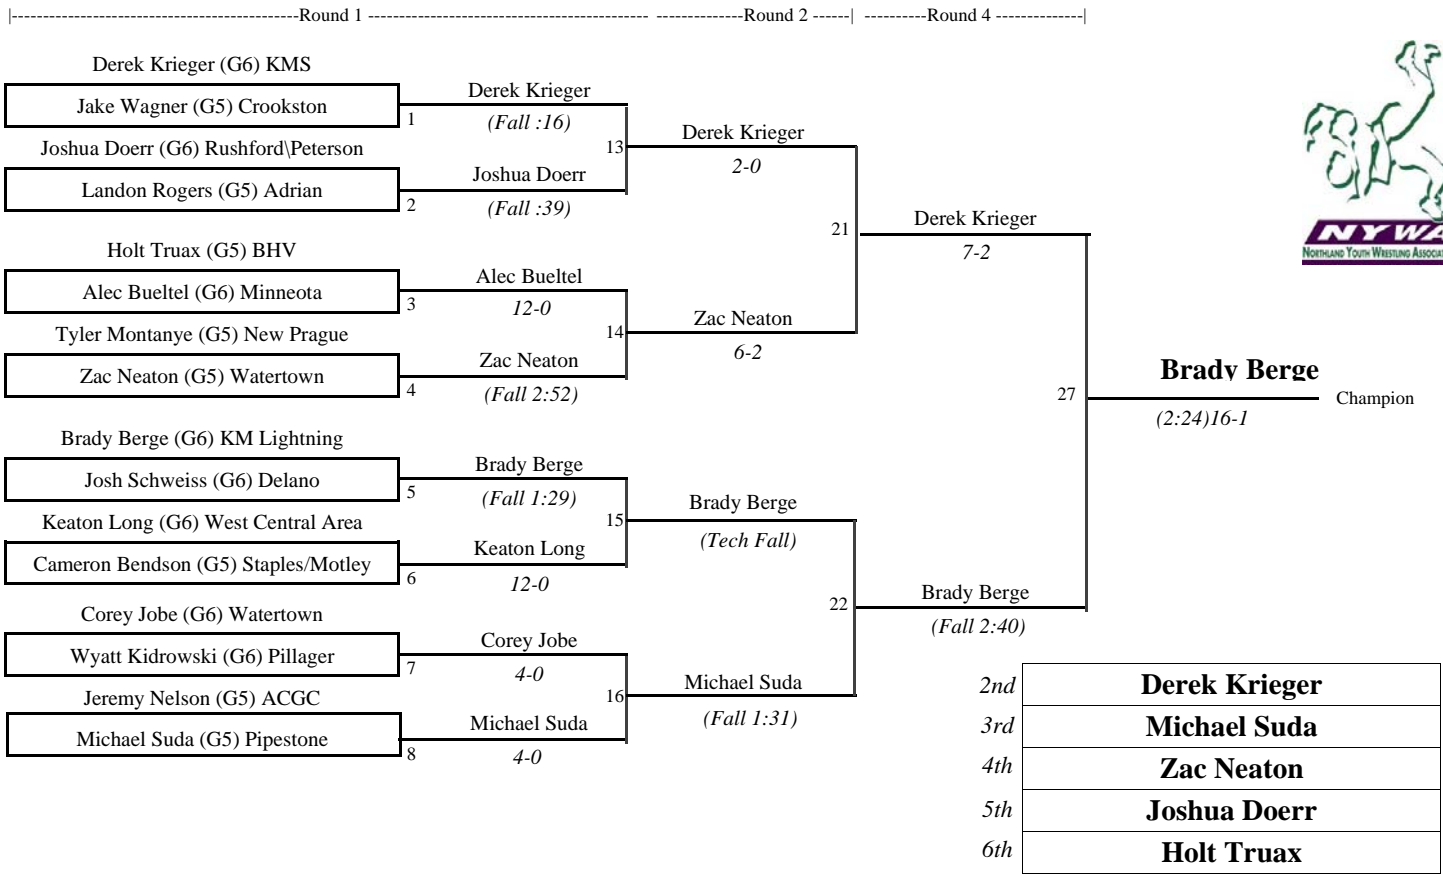 |----------------------------------------------Round 1 --------------------------------------------- --------------Round 2 ------| ----------Round 4 --------------|
Derek Krieger (G6) KMS
Jake Wagner (G5) Crookston
1
Derek Krieger
(Fall :16)
Joshua Doerr (G6) Rushford\Peterson
Landon Rogers (G5) Adrian
2
Joshua Doerr
(Fall :39)
13
Derek Krieger
2-0
Holt Truax (G5) BHV
Alec Bueltel (G6) Minneota
3
Alec Bueltel
12-0
Tyler Montanye (G5) New Prague
Zac Neaton (G5) Watertown
4
Zac Neaton
(Fall 2:52)
14
Zac Neaton
6-2
21
Derek Krieger
7-2
Brady Berge (G6) KM Lightning
Josh Schweiss (G6) Delano
5
Brady Berge
(Fall 1:29)
Keaton Long (G6) West Central Area
Cameron Bendson (G5) Staples/Motley
6
Keaton Long
12-0
15
Brady Berge
(Tech Fall)
Corey Jobe (G6) Watertown
Wyatt Kidrowski (G6) Pillager
7
Corey Jobe
4-0
Jeremy Nelson (G5) ACGC
Michael Suda (G5) Pipestone
8
Michael Suda
4-0
16
Michael Suda
(Fall 1:31)
22
Brady Berge
(Fall 2:40)
27
Brady Berge
(2:24)16-1
Champion
NYWA
NORTHLAND YOUTH WRESTLING ASSOCIA
2nd Derek Krieger
3rd Michael Suda
4th Zac Neaton
5th Joshua Doerr
6th Holt Truax